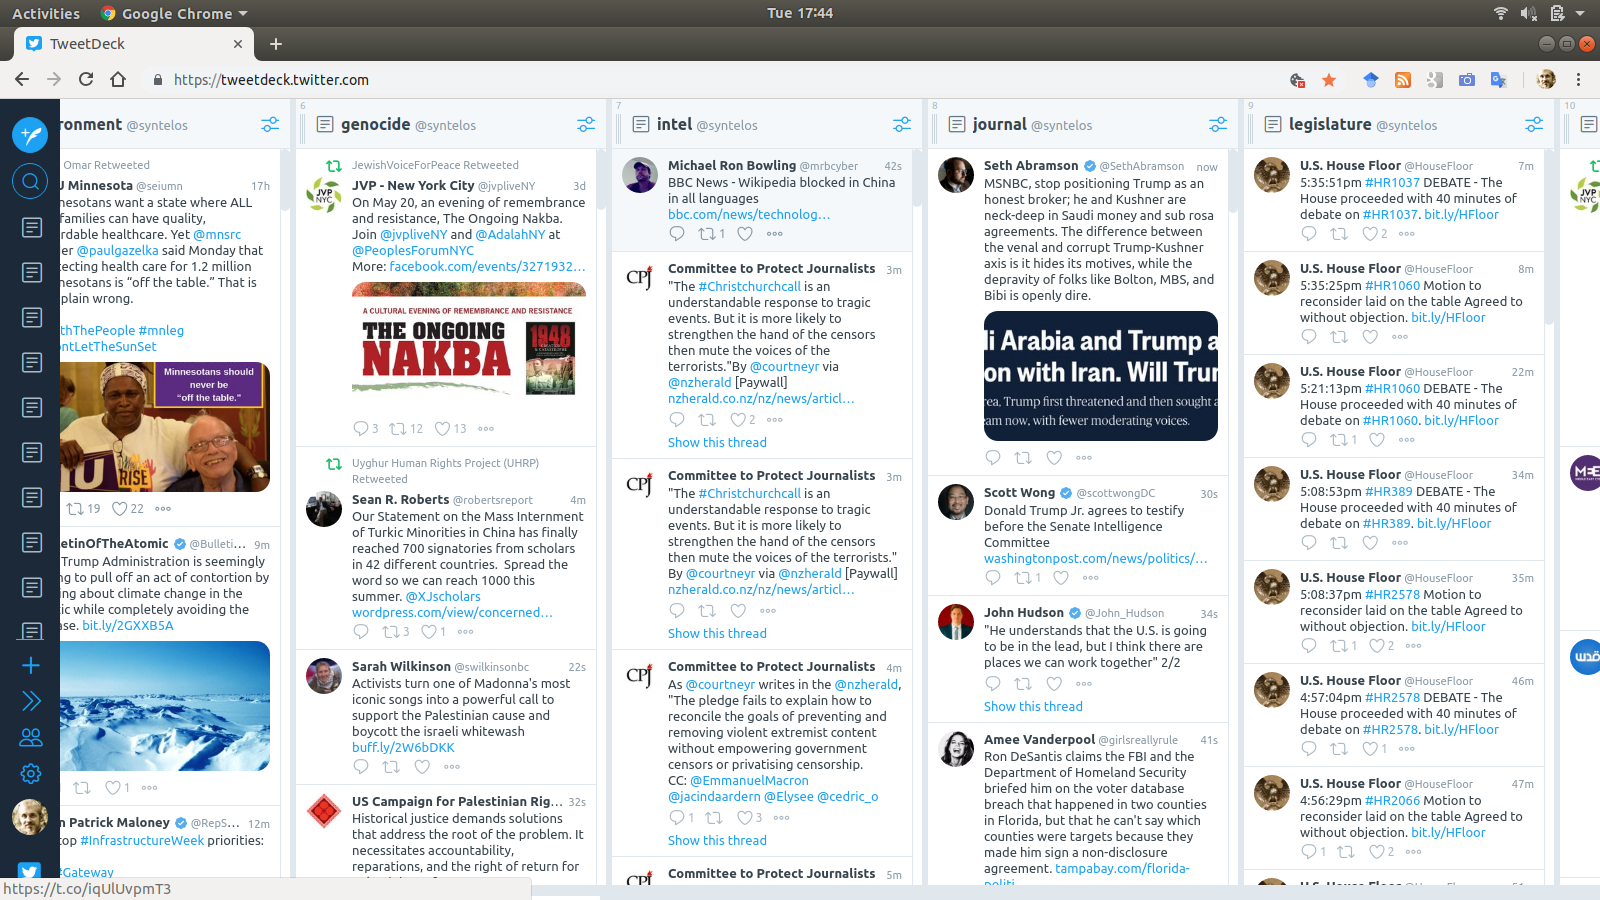 Activities
Google Chrome
Tue 17:44
TweetDeck
https://tweetdeck.twitter.com
ronment @syntelos
Omar Retweeted
J Minnesota @seiumn 17h
nesotans want a state where ALL
families can have quality,
rdable healthcare. Yet @mnsrc
er @paulgazelka said Monday that
tecting health care for 1.2 million
nesotans is “off the table.” That is
plain wrong.
thThePeople #mnleg
ontLetTheSunSet
Minnesotans should
never be
“off the table.”
RISE
19 22
etinOfTheAtomic @Bulleti... 9m
Trump Administration is seemingly
ng to pull off an act of contortion by
ing about climate change in the
tic while completely avoiding the
ase. bit.ly/2GXXB5A
1
n Patrick Maloney @RepS... 12m
top #InfrastructureWeek priorities:
#Gateway
https://t.co/iqUlUvpmT3
6
genocide @syntelos
JewishVoiceForPeace Retweeted
JVP - New York City @jvpliveNY 3d
JVP
NYC
On May 20, an evening of remembrance
and resistance, The Ongoing Nakba.
Join @jvpliveNY and @AdalahNY at
@PeoplesForumNYC
More: facebook.com/events/3271932...
A CULTURAL EVENING OF REMEMBRANCE AND RESISTANCE
THE ONGOING
NAKBA
1948
3 12 13
Uyghur Human Rights Project (UHRP)
Retweeted
Sean R. Roberts @robertsreport 4m
Our Statement on the Mass Internment
of Turkic Minorities in China has finally
reached 700 signatories from scholars
in 42 different countries. Spread the
word so we can reach 1000 this
summer. @XJscholars
wordpress.com/view/concerned...
3 1
Sarah Wilkinson @swilkinsonbc 22s
Activists turn one of Madonna's most
iconic songs into a powerful call to
support the Palestinian cause and
boycott the israeli whitewash
buff.ly/2W6bDKK
US Campaign for Palestinian Rig... 32s
Historical justice demands solutions
that address the root of the problem. It
necessitates accountability,
reparations, and the right of return for
7
intel @syntelos
Michael Ron Bowling @mrbcyber 42s
BBC News - Wikipedia blocked in China
in all languages
bbc.com/news/technolog...
1
CPJ
Committee to Protect Journalists 3m
"The #Christchurchcall is an
understandable response to tragic
events. But it is more likely to
strengthen the hand of the censors
then mute the voices of the
terrorists."By @courtneyr via
@nzherald [Paywall]
nzherald.co.nz/nz/news/articl...
2
Show this thread
CPJ
Committee to Protect Journalists 3m
"The #Christchurchcall is an
understandable response to tragic
events. But it is more likely to
strengthen the hand of the censors
then mute the voices of the terrorists."
By @courtneyr via @nzherald [Paywall]
nzherald.co.nz/nz/news/articl...
Show this thread
CPJ
Committee to Protect Journalists 4m
As @courtneyr writes in the @nzherald,
"The pledge fails to explain how to
reconcile the goals of preventing and
removing violent extremist content
without empowering government
censors or privatising censorship.
CC: @EmmanuelMacron
@jacindaardern @Elysee @cedric_o
1 3
Show this thread
CPJ
Committee to Protect Journalists 5m
8
journal @syntelos
Seth Abramson @SethAbramson now
MSNBC, stop positioning Trump as an
honest broker; he and Kushner are
neck-deep in Saudi money and sub rosa
agreements. The difference between
the venal and corrupt Trump-Kushner
axis is it hides its motives, while the
depravity of folks like Bolton, MBS, and
Bibi is openly dire.
di Arabia and Trump a
on with Iran. Will Trum
rea, Trump first threatened and then sought a
eam now, with fewer moderating voices.
Scott Wong @scottwongDC 30s
Donald Trump Jr. agrees to testify
before the Senate Intelligence
Committee
washingtonpost.com/news/politics/...
1
John Hudson @John_Hudson 34s
"He understands that the U.S. is going
to be in the lead, but I think there are
places we can work together" 2/2
Show this thread
Amee Vanderpool @girlsreallyrule 41s
Ron DeSantis claims the FBI and the
Department of Homeland Security
briefed him on the voter database
breach that happened in two counties
in Florida, but that he can't say which
counties were targets because they
made him sign a non-disclosure
agreement. tampabay.com/florida-
politi...
9
legislature @syntelos
U.S. House Floor @HouseFloor 7m
5:35:51pm #HR1037 DEBATE - The
House proceeded with 40 minutes of
debate on #HR1037. bit.ly/HFloor
2
U.S. House Floor @HouseFloor 8m
5:35:25pm #HR1060 Motion to
reconsider laid on the table Agreed to
without objection. bit.ly/HFloor
U.S. House Floor @HouseFloor 22m
5:21:13pm #HR1060 DEBATE - The
House proceeded with 40 minutes of
debate on #HR1060. bit.ly/HFloor
1
U.S. House Floor @HouseFloor 34m
5:08:53pm #HR389 DEBATE - The
House proceeded with 40 minutes of
debate on #HR389. bit.ly/HFloor
U.S. House Floor @HouseFloor 35m
5:08:37pm #HR2578 Motion to
reconsider laid on the table Agreed to
without objection. bit.ly/HFloor
1 2
U.S. House Floor @HouseFloor 46m
4:57:04pm #HR2578 DEBATE - The
House proceeded with 40 minutes of
debate on #HR2578. bit.ly/HFloor
1
U.S. House Floor @HouseFloor 47m
4:56:29pm #HR2066 Motion to
reconsider laid on the table Agreed to
without objection. bit.ly/HFloor
1 2
U.S. House Floor @HouseFloor
10
JVP
NYC
MEE